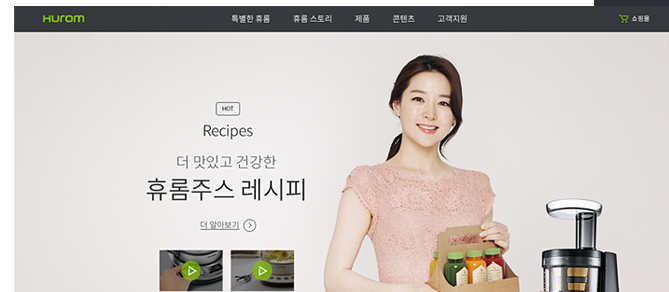 HUROM
특별한 휴롬 휴롬 스토리 제품 콘텐츠 고객지원
쇼핑몰
HOT
Recipes
더 맛있고 건강한
휴롬주스 레시피
더 알아보기